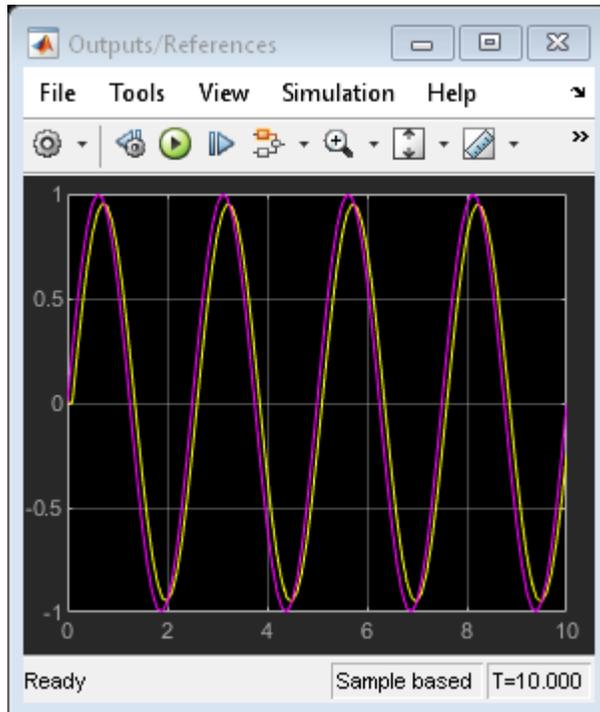 Outputs/References
File Tools View Simulation Help
»
1
0.5
0
-0.5
-1
0 2 4 6 8 10
Ready Sample based T=10.000